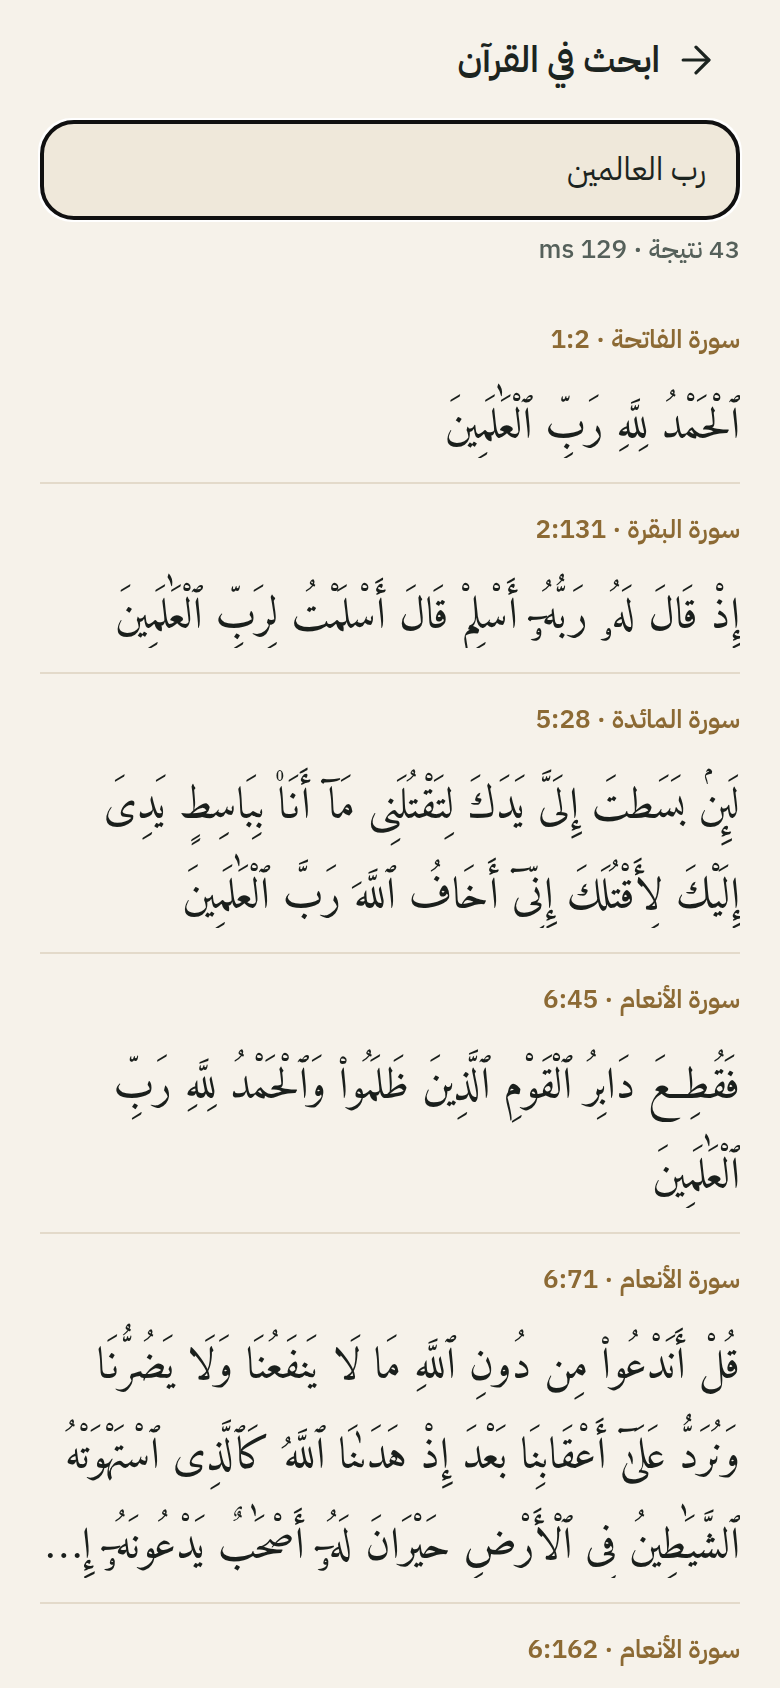 ابحث في القرآن
رب العالمين
43 نتيجة · 129 ms
سورة الفاتحة · 1:2
ٱلْحَمْدُ لِلَّهِ رَبِّ ٱلْعَٰلَمِينَ
سورة البقرة · 2:131
إِذْ قَالَ لَهُۥ رَبُّهُۥٓ أَسْلِمْ قَالَ أَسْلَمْتُ لِرَبِّ ٱلْعَٰلَمِينَ
سورة المائدة · 5:28
لَئِنۢ بَسَطتَ إِلَىَّ يَدَكَ لِتَقْتُلَنِى مَآ أَنَا۠ بِبَاسِطٍ يَدِىَ
إِلَيْكَ لِأَقْتُلَكَ إِنِّىٓ أَخَافُ ٱللَّهَ رَبَّ ٱلْعَٰلَمِينَ
سورة الأنعام · 6:45
فَقُطِعَ دَابِرُ ٱلْقَوْمِ ٱلَّذِينَ ظَلَمُوا۟ وَٱلْحَمْدُ لِلَّهِ رَبِّ
ٱلْعَٰلَمِينَ
سورة الأنعام · 6:71
قُلْ أَنَدْعُوا۟ مِن دُونِ ٱللَّهِ مَا لَا يَنفَعُنَا وَلَا يَضُرُّنَا
وَنُرَدُّ عَلَىٰٓ أَعْقَابِنَا بَعْدَ إِذْ هَدَىٰنَا ٱللَّهُ كَٱلَّذِى ٱسْتَهْوَتْهُ
ٱلشَّيَٰطِينُ فِى ٱلْأَرْضِ حَيْرَانَ لَهُۥٓ أَصْحَٰبٌ يَدْعُونَهُۥٓ إِ...
سورة الأنعام · 6:162